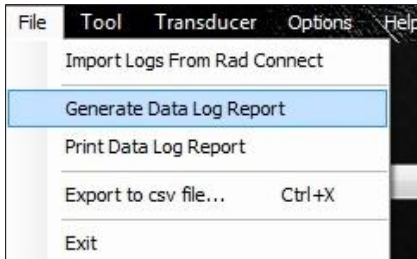 File Tool Transducer Options Help
Import Logs From Rad Connect
Generate Data Log Report
Print Data Log Report
Export to csv file... Ctrl+X
Exit